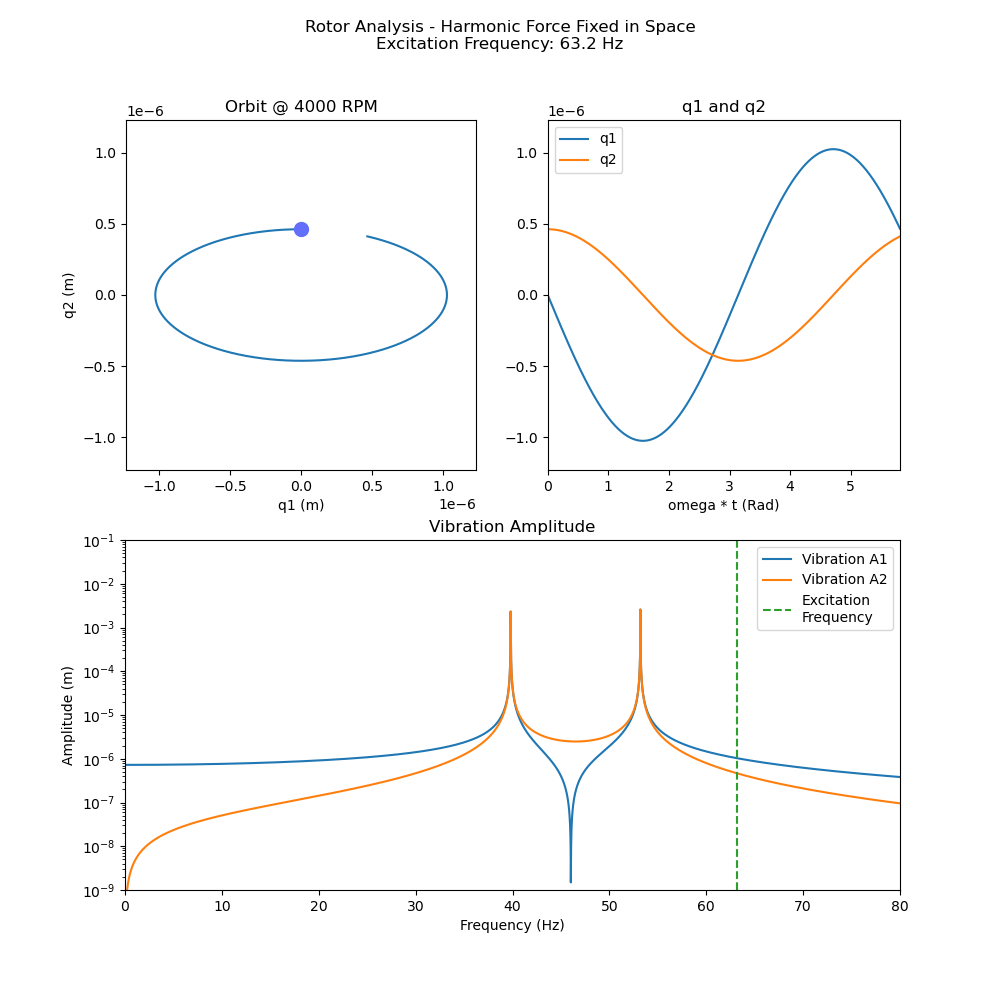 Rotor Analysis - Harmonic Force Fixed in Space
Excitation Frequency: 63.2 Hz
Orbit @ 4000 RPM
1e−6
1.0
0.5
0.0
−0.5
−1.0
q2 (m)
−1.0 −0.5 0.0 0.5 1.0
q1 (m)
1e−6
q1 and q2
1e−6
q1
q2
1.0
0.5
0.0
−0.5
−1.0
0 1 2 3 4 5
omega * t (Rad)
Vibration Amplitude
10⁻¹
10⁻²
10⁻³
10⁻⁴
10⁻⁵
10⁻⁶
10⁻⁷
10⁻⁸
10⁻⁹
Amplitude (m)
Vibration A1
Vibration A2
Excitation
Frequency
0 10 20 30 40 50 60 70 80
Frequency (Hz)